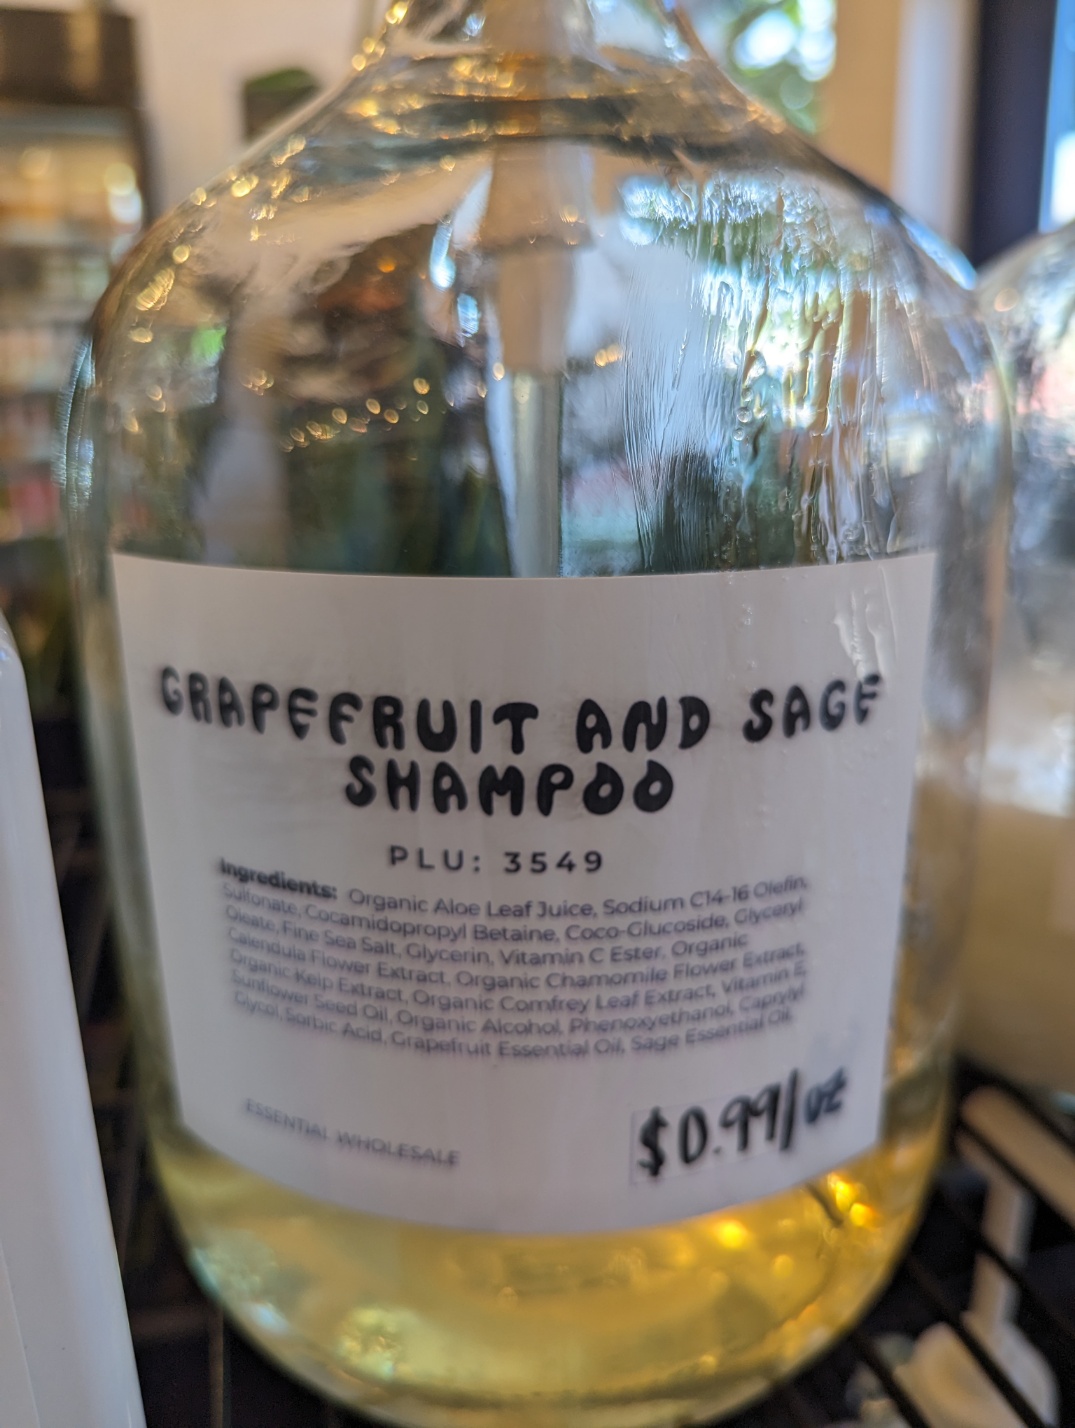 GRAPEFRUIT AND SAGE
SHAMPOO
PLU: 3549
Ingredients: Organic Aloe Leaf Juice, Sodium C14-16 Olefin,
Sulfonate, Cocamidopropyl Betaine, Coco-Glucoside, Glyceryl
Oleate, Fine Sea Salt, Glycerin, Vitamin C Ester, Organic
Calendula Flower Extract, Organic Chamomile Flower Extract,
Organic Kelp Extract, Organic Comfrey Leaf Extract, Vitamin E,
Sunflower Seed Oil, Organic Alcohol, Phenoxyethanol, Caprylyl
Glycol, Sorbic Acid, Grapefruit Essential Oil, Sage Essential Oil.
ESSENTIAL WHOLESALE
$0.99/oz